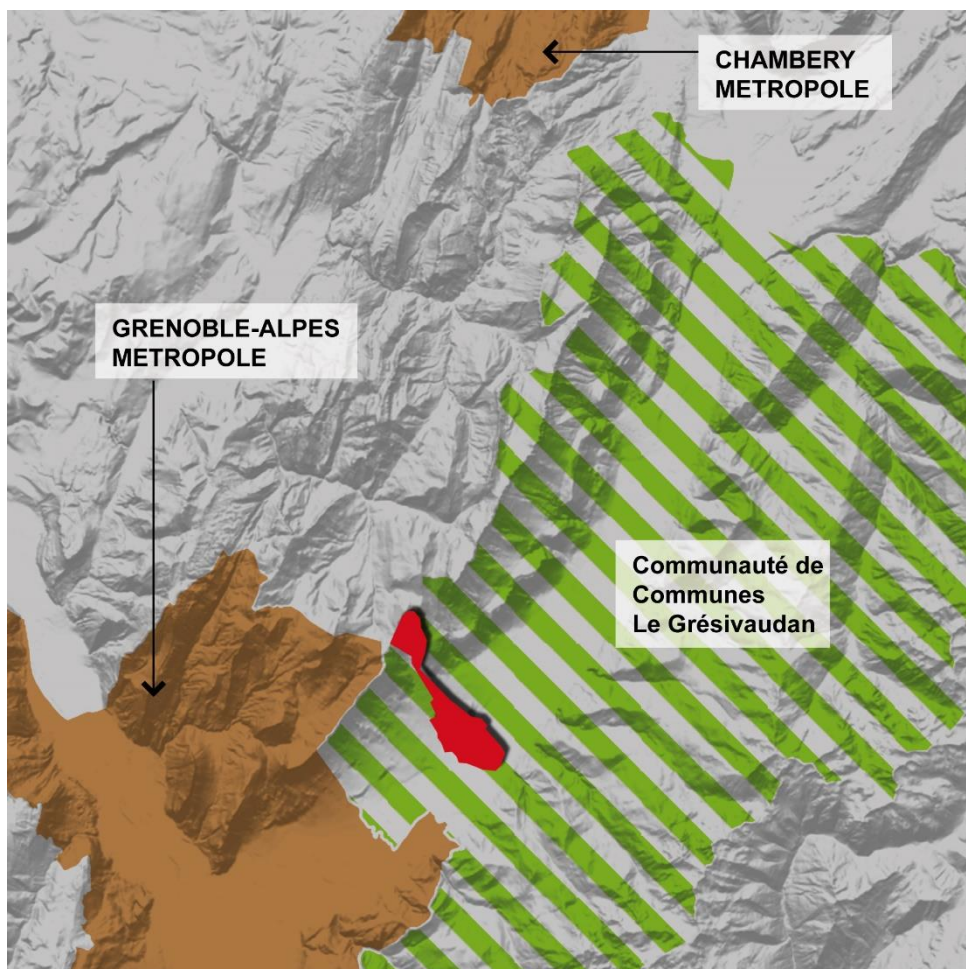 CHAMBERY
METROPOLE
GRENOBLE-ALPES
METROPOLE
Communauté de
Communes
Le Grésivaudan